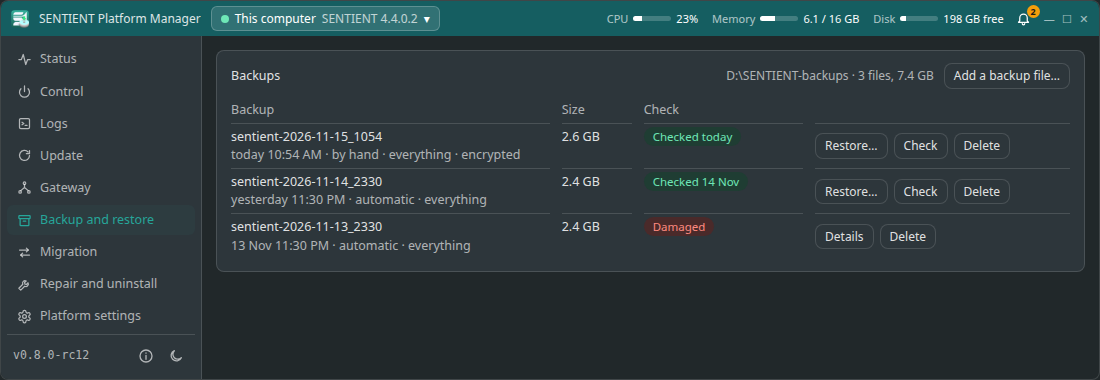 SENTIENT Platform Manager
This computer SENTIENT 4.4.0.2 ▾
CPU 23%
Memory 6.1 / 16 GB
Disk 198 GB free
2
Status
Control
Logs
Update
Gateway
Backup and restore
Migration
Repair and uninstall
Platform settings
v0.8.0-rc12
Backups
D:\SENTIENT-backups · 3 files, 7.4 GB
Add a backup file...
Backup Size Check
sentient-2026-11-15_1054 2.6 GB Checked today
today 10:54 AM · by hand · everything · encrypted
Restore... Check Delete
sentient-2026-11-14_2330 2.4 GB Checked 14 Nov
yesterday 11:30 PM · automatic · everything
Restore... Check Delete
sentient-2026-11-13_2330 2.4 GB Damaged
13 Nov 11:30 PM · automatic · everything
Details Delete